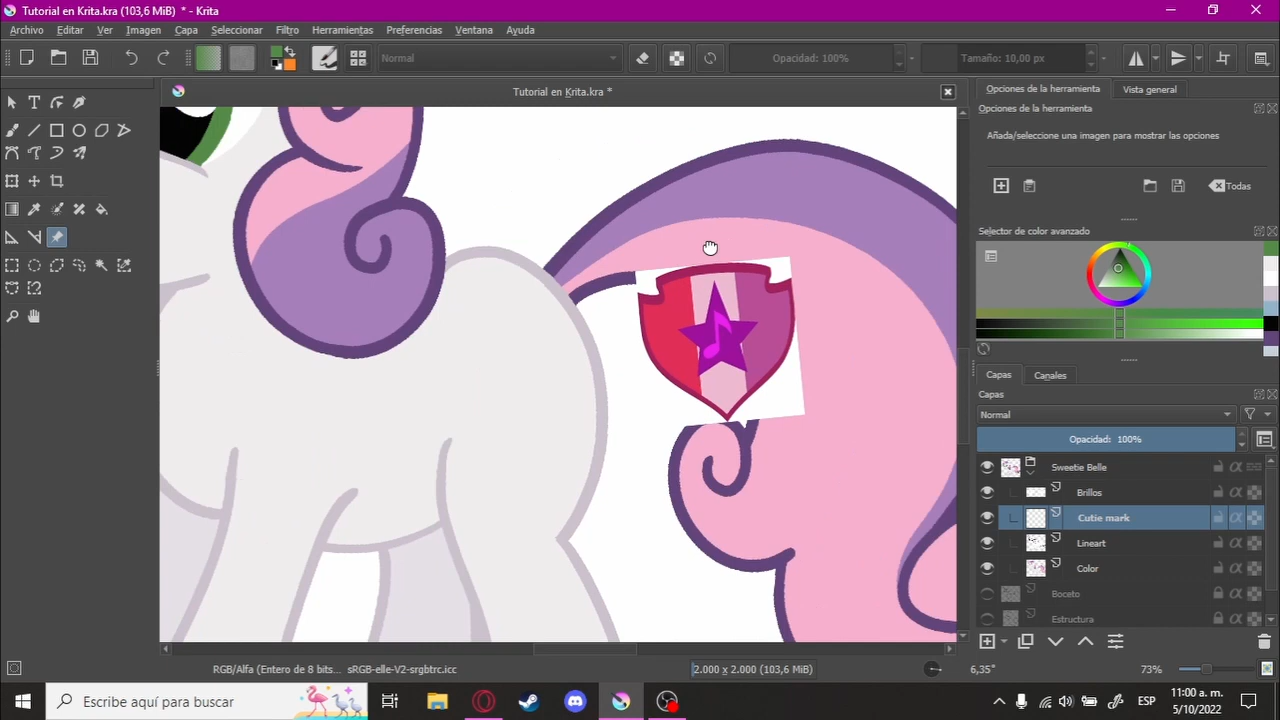 Tutorial en Krita.kra (103,6 MiB) * - Krita
Archivo Editar Ver Imagen Capa Seleccionar Filtro Herramientas Preferencias Ventana Ayuda
Normal Opacidad: 100% Tamaño: 10,00 px
Tutorial en Krita.kra *
Opciones de la herramienta Vista general
Opciones de la herramienta
Añada/seleccione una imagen para mostrar las opciones
Todas
Selector de color avanzado
Capas Canales
Capas
Normal
Opacidad: 100%
Sweetie Belle
Brillos
Cutie mark
Lineart
Color
Boceto
Estructura
RGB/Alfa (Entero de 8 bits... sRGB-elle-V2-srgbtrc.icc 2.000 x 2.000 (103,6 MiB) 6,35° 73%
Escribe aquí para buscar ESP 11:00 a. m.
5/10/2022